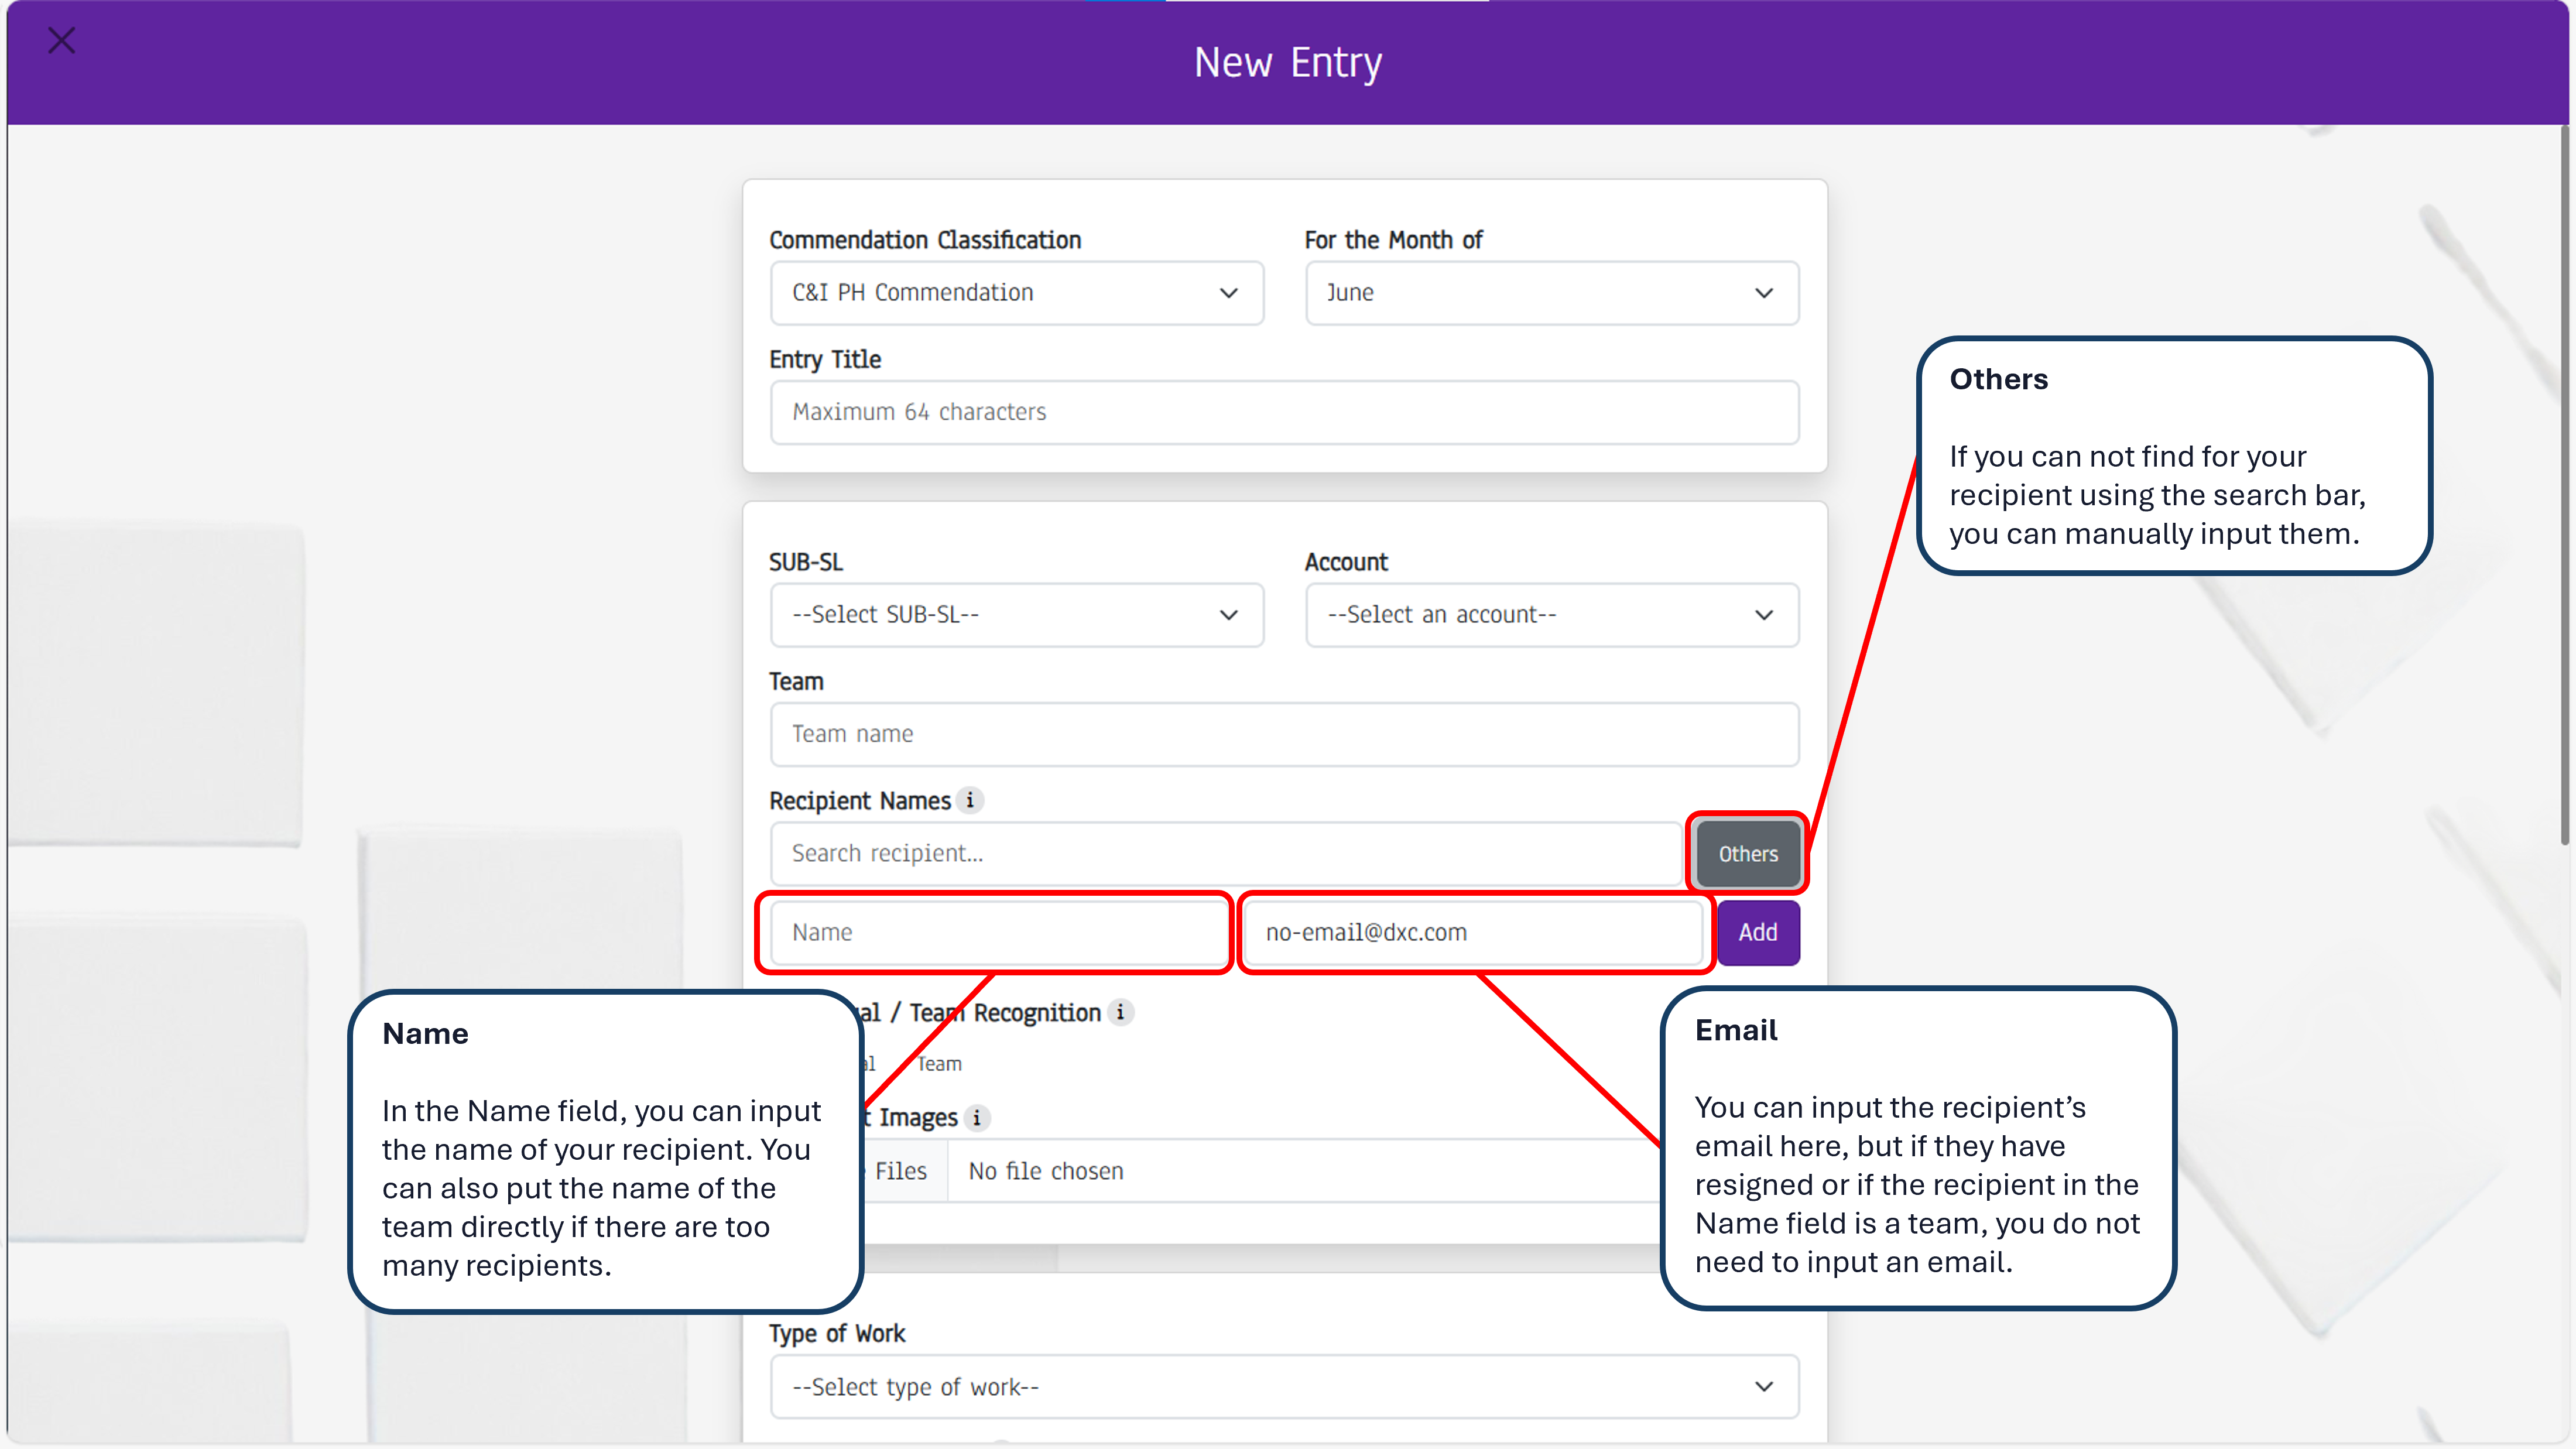 New Entry
Commendation Classification
For the Month of
C&I PH Commendation
June
Entry Title
Maximum 64 characters
Others
If you can not find for your
recipient using the search bar,
you can manually input them.
SUB-SL
Account
--Select SUB-SL--
--Select an account--
Team
Team name
Recipient Names i
Search recipient...
Others
Name
no-email@dxc.com
Add
al / Team Recognition i
al Team
t Images i
Files No file chosen
Name
In the Name field, you can input
the name of your recipient. You
can also put the name of the
team directly if there are too
many recipients.
Email
You can input the recipient’s
email here, but if they have
resigned or if the recipient in the
Name field is a team, you do not
need to input an email.
Type of Work
--Select type of work--